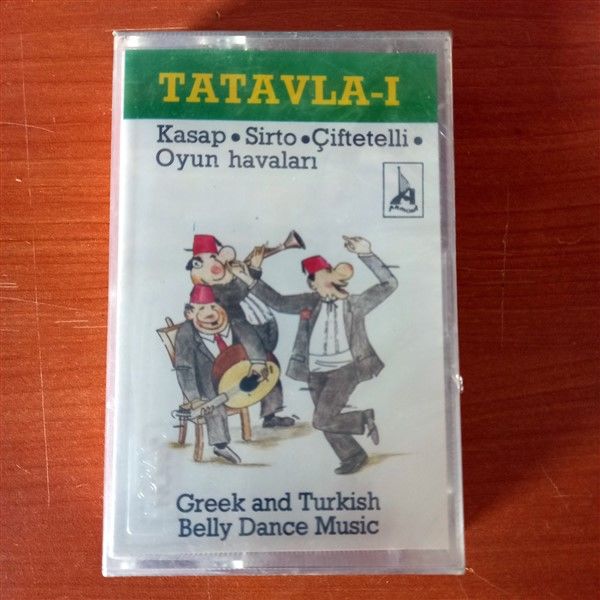 TATAVLA-I
Kasap • Sirto • Çiftetelli •
Oyun havaları
A
Greek and Turkish
Belly Dance Music